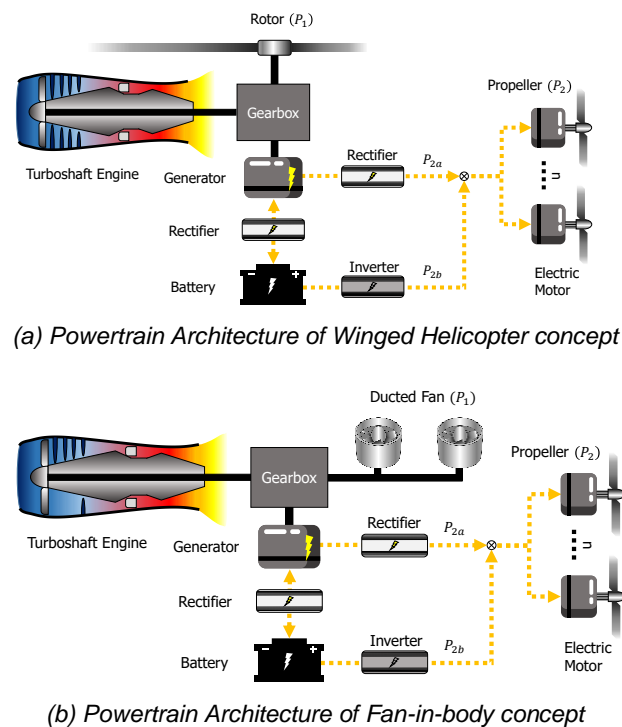 Rotor (P₁)
Gearbox
Propeller (P₂)
Turboshaft Engine
Generator
Rectifier
P₂ₐ
n
Rectifier
Inverter
Battery
P₂b
Electric
Motor
(a) Powertrain Architecture of Winged Helicopter concept
Ducted Fan (P₁)
Gearbox
Propeller (P₂)
Turboshaft Engine
Generator
Rectifier
P₂ₐ
n
Rectifier
Inverter
Battery
P₂b
Electric
Motor
(b) Powertrain Architecture of Fan-in-body concept